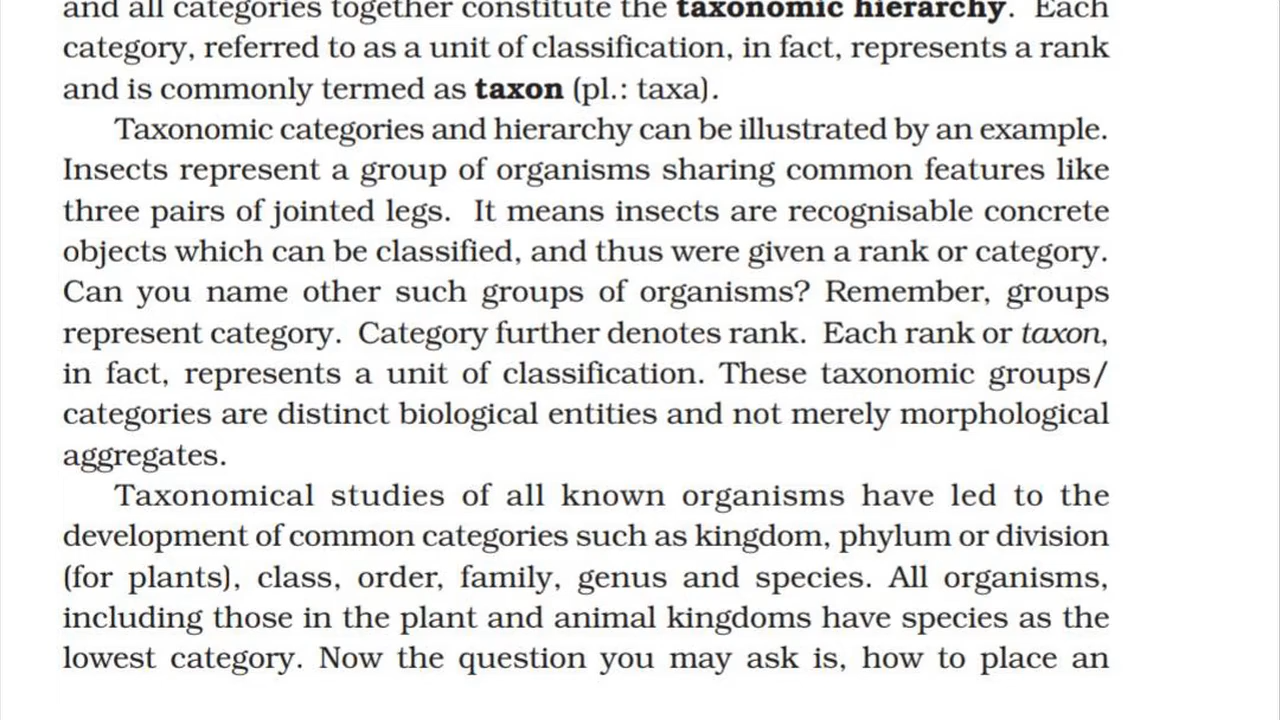 and all categories together constitute the taxonomic hierarchy. Each
category, referred to as a unit of classification, in fact, represents a rank
and is commonly termed as taxon (pl.: taxa).
Taxonomic categories and hierarchy can be illustrated by an example.
Insects represent a group of organisms sharing common features like
three pairs of jointed legs. It means insects are recognisable concrete
objects which can be classified, and thus were given a rank or category.
Can you name other such groups of organisms? Remember, groups
represent category. Category further denotes rank. Each rank or taxon,
in fact, represents a unit of classification. These taxonomic groups/
categories are distinct biological entities and not merely morphological
aggregates.
Taxonomical studies of all known organisms have led to the
development of common categories such as kingdom, phylum or division
(for plants), class, order, family, genus and species. All organisms,
including those in the plant and animal kingdoms have species as the
lowest category. Now the question you may ask is, how to place an